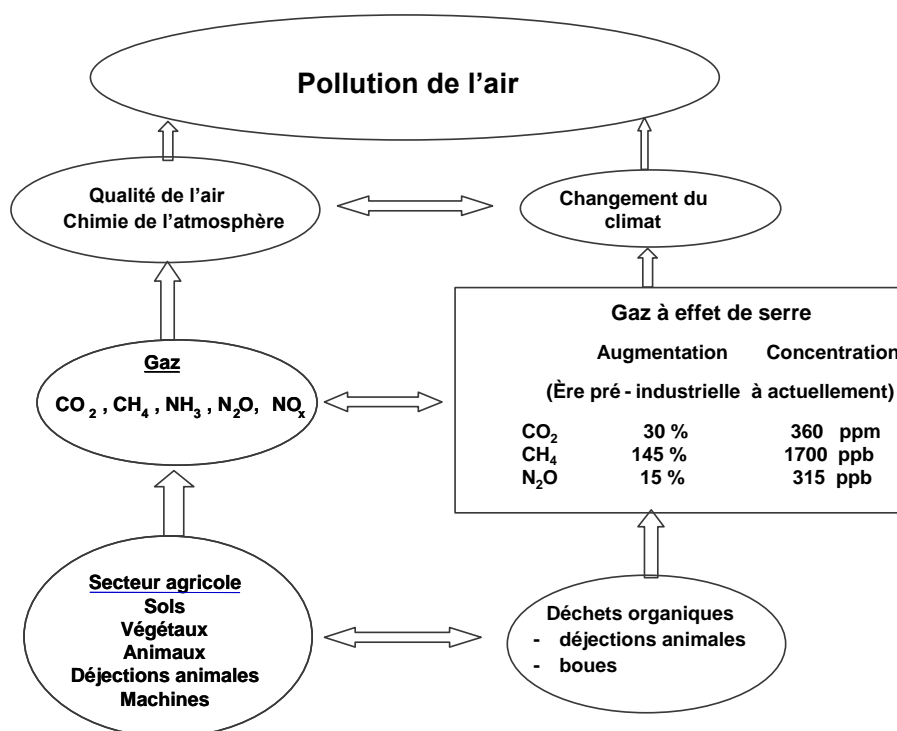 Pollution de l'air
Qualité de l'air
Chimie de l'atmosphère
Changement du
climat
Gaz
CO₂ , CH₄ , NH₃ , N₂O, NOₓ
Gaz à effet de serre
Augmentation Concentration
(Ère pré - industrielle à actuellement)
CO₂ 30 % 360 ppm
CH₄ 145 % 1700 ppb
N₂O 15 % 315 ppb
Secteur agricole
Sols
Végétaux
Animaux
Déjections animales
Machines
Déchets organiques
- déjections animales
- boues